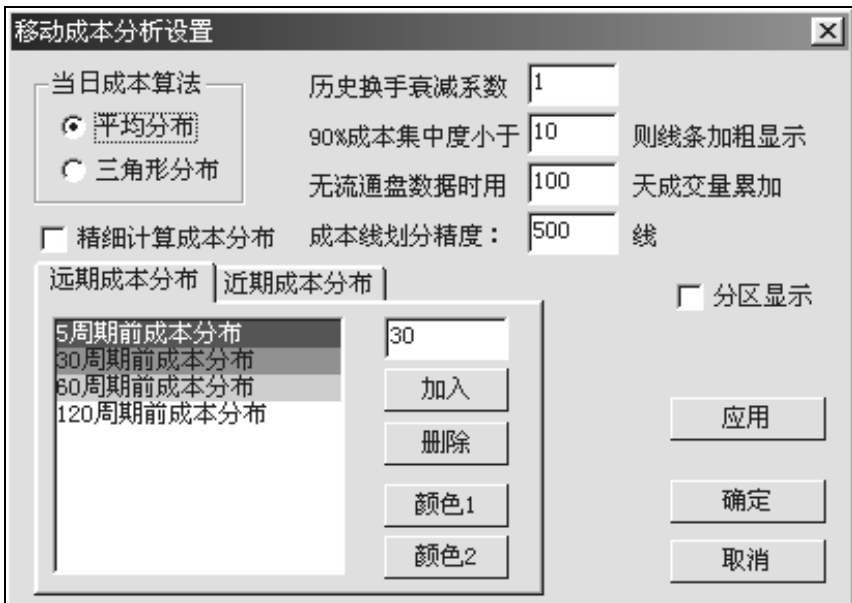 移动成本分析设置
当日成本算法
平均分布
三角形分布
历史换手衰减系数 1
90%成本集中度小于 10 则线条加粗显示
无流通盘数据时用 100 天成交量累加
精细计算成本分布 成本线划分精度： 500 线
远期成本分布 近期成本分布
分区显示
5周期前成本分布
30周期前成本分布
60周期前成本分布
120周期前成本分布
30
加入
删除
颜色1
颜色2
应用
确定
取消